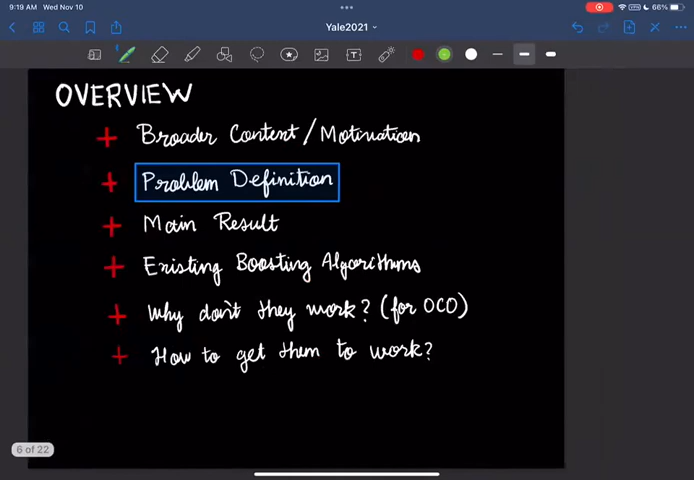 9:19 AM Wed Nov 10
66%
Yale2021
OVERVIEW
+ Broader Content / Motivation
+ Problem Definition
+ Main Result
+ Existing Boosting Algorithms
+ Why don't they work? (for OCO)
+ How to get them to work?
6 of 22